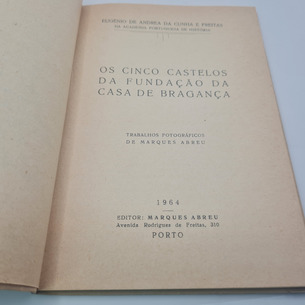 EUGÉNIO DE ANDREA DA CUNHA E FREITAS
DA ACADEMIA PORTUGUESA DE HISTÓRIA
OS CINCO CASTELOS
DA FUNDAÇÃO DA
CASA DE BRAGANÇA
TRABALHOS FOTOGRÁFICOS
DE MARQUES ABREU
1964
EDITOR: MARQUES ABREU
Avenida Rodrigues de Freitas, 310
PORTO